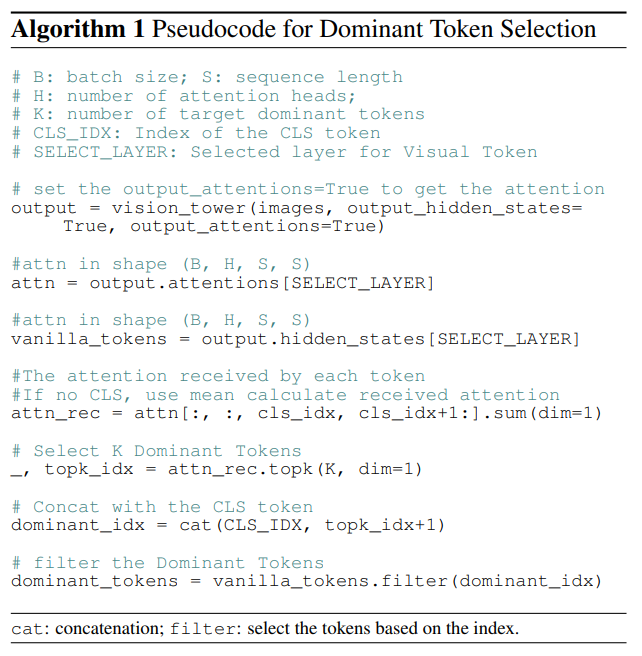 Algorithm 1 Pseudocode for Dominant Token Selection
# B: batch size; S: sequence length
# H: number of attention heads;
# K: number of target dominant tokens
# CLS_IDX: Index of the CLS token
# SELECT_LAYER: Selected layer for Visual Token
# set the output_attentions=True to get the attention
output = vision_tower(images, output_hidden_states=
True, output_attentions=True)
#attn in shape (B, H, S, S)
attn = output.attentions[SELECT_LAYER]
#attn in shape (B, H, S, S)
vanilla_tokens = output.hidden_states[SELECT_LAYER]
#The attention received by each token
#If no CLS, use mean calculate received attention
attn_rec = attn[:, :, cls_idx, cls_idx+1:].sum(dim=1)
# Select K Dominant Tokens
_, topk_idx = attn_rec.topk(K, dim=1)
# Concat with the CLS token
dominant_idx = cat(CLS_IDX, topk_idx+1)
# filter the Dominant Tokens
dominant_tokens = vanilla_tokens.filter(dominant_idx)
cat: concatenation; filter: select the tokens based on the index.